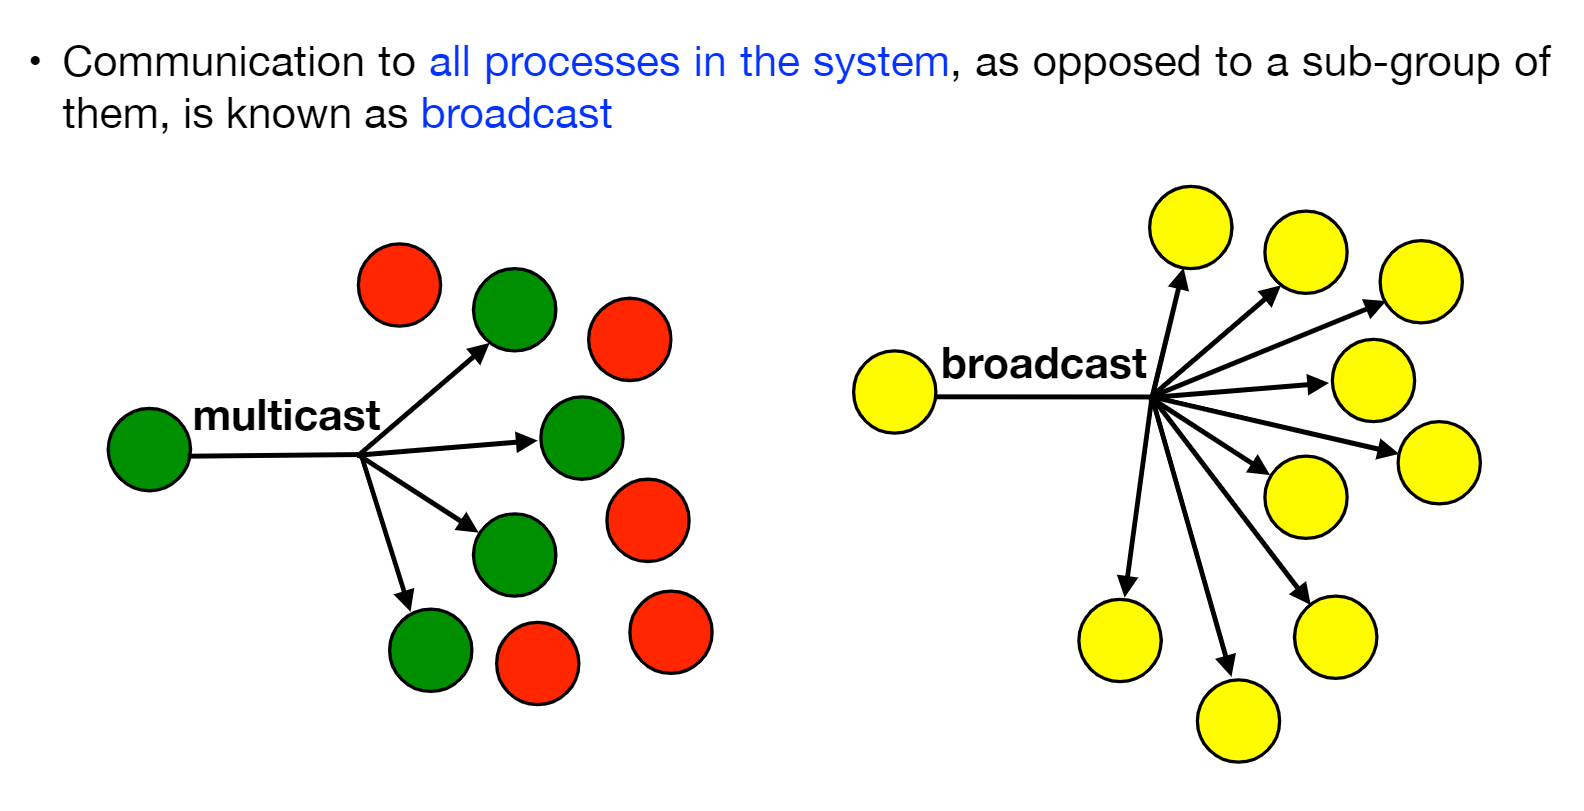 • Communication to all processes in the system, as opposed to a sub-group of
them, is known as broadcast
multicast
broadcast